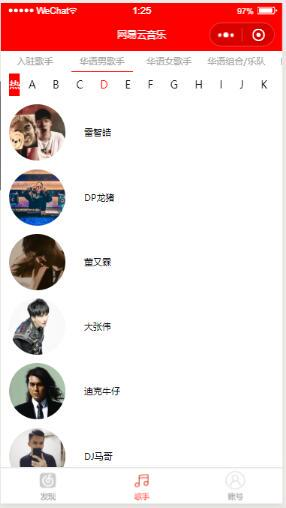 WeChat 1:25 97%
网易云音乐
入驻歌手 华语男歌手 华语女歌手 华语组合/乐队
热 A B C D E F G H I J K
雷智皓
DP龙猪
董又霖
大张伟
迪克牛仔
DJ马哥
发现 歌手 账号